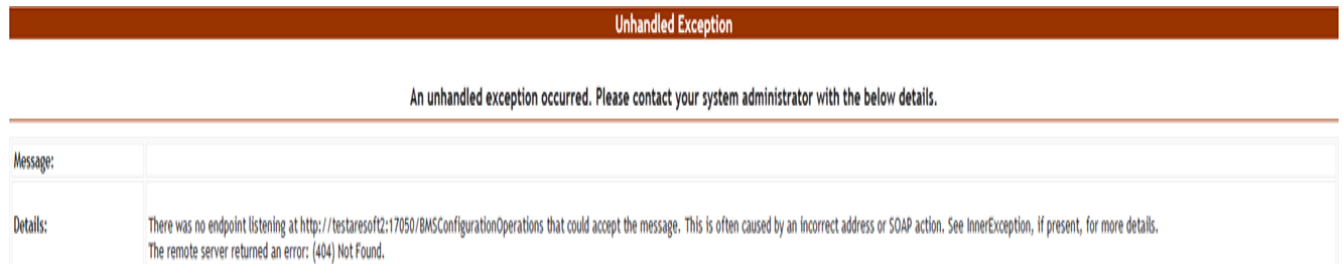 Unhandled Exception
An unhandled exception occurred. Please contact your system administrator with the below details.
Message:
Details: There was no endpoint listening at http://testaresoft2:17050/BMSConfigurationOperations that could accept the message. This is often caused by an incorrect address or SOAP action. See InnerException, if present, for more details.
The remote server returned an error: (404) Not Found.